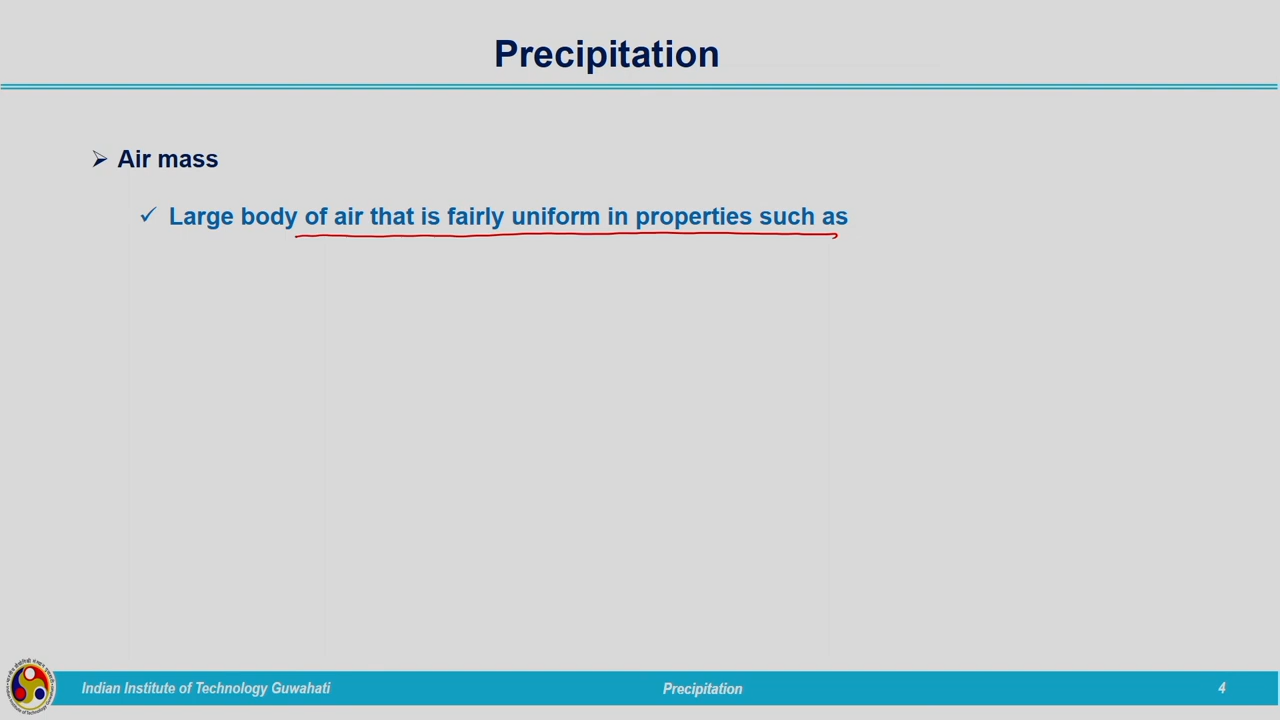 Precipitation
Air mass
Large body of air that is fairly uniform in properties such as
Indian Institute of Technology Guwahati
Precipitation
4